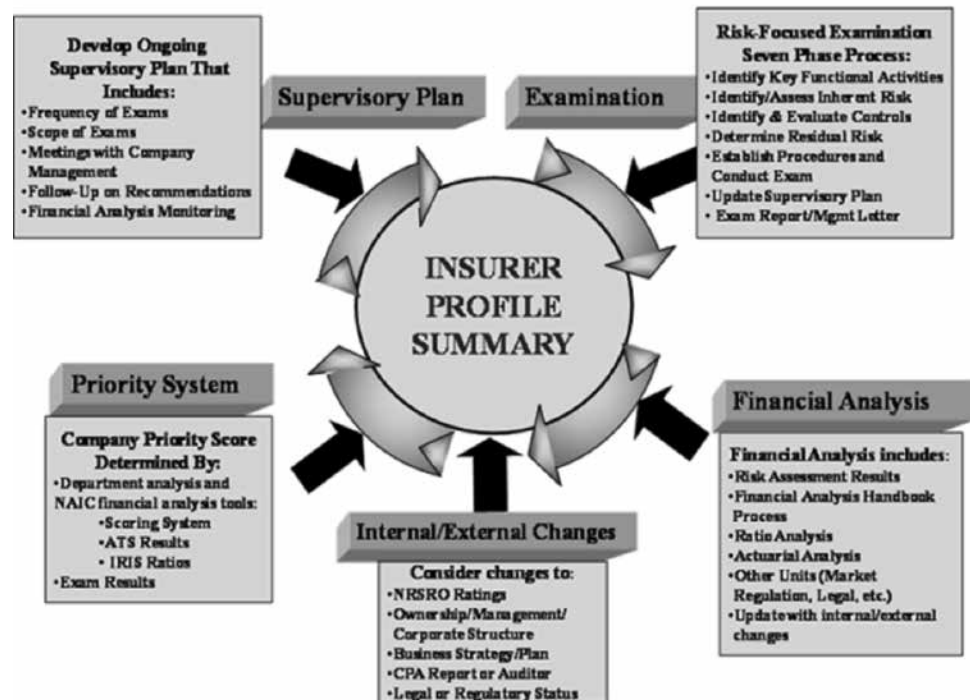 Develop Ongoing
Supervisory Plan That
Includes:
•Frequency of Exams
•Scope of Exams
•Meetings with Company
Management
•Follow-Up on Recommendations
•Financial Analysis Monitoring
Supervisory Plan
Examination
Risk-Focused Examination
Seven Phase Process:
•Identify Key Functional Activities
•Identify/Assess Inherent Risk
•Identify & Evaluate Controls
•Determine Residual Risk
•Establish Procedures and
Conduct Exam
•Update Supervisory Plan
• Exam Report/Mgmt Letter
INSURER
PROFILE
SUMMARY
Priority System
Company Priority Score
Determined By:
•Department analysis and
NAIC financial analysis tools:
•Scoring System
•ATS Results
• IRIS Ratios
•Exam Results
Internal/External Changes
Consider changes to:
•NRSRO Ratings
•Ownership/Management/
Corporate Structure
•Business Strategy/Plan
•CPA Report or Auditor
•Legal or Regulatory Status
Financial Analysis
Financial Analysis includes:
•Risk Assessment Results
•Financial Analysis Handbook
Process
•Ratio Analysis
•Actuarial Analysis
•Other Units (Market
Regulation, Legal, etc.)
•Update with internal/external
changes